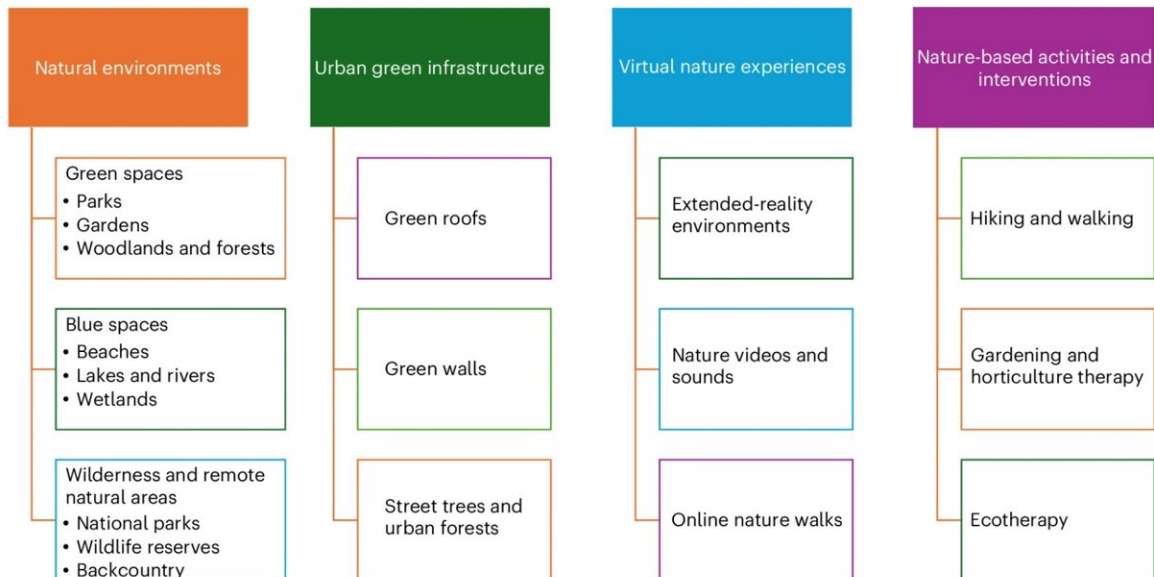 Natural environments
Green spaces
• Parks
• Gardens
• Woodlands and forests
Blue spaces
• Beaches
• Lakes and rivers
• Wetlands
Wilderness and remote
natural areas
• National parks
• Wildlife reserves
• Backcountry
Urban green infrastructure
Green roofs
Green walls
Street trees and
urban forests
Virtual nature experiences
Extended-reality
environments
Nature videos and
sounds
Online nature walks
Nature-based activities and
interventions
Hiking and walking
Gardening and
horticulture therapy
Ecotherapy